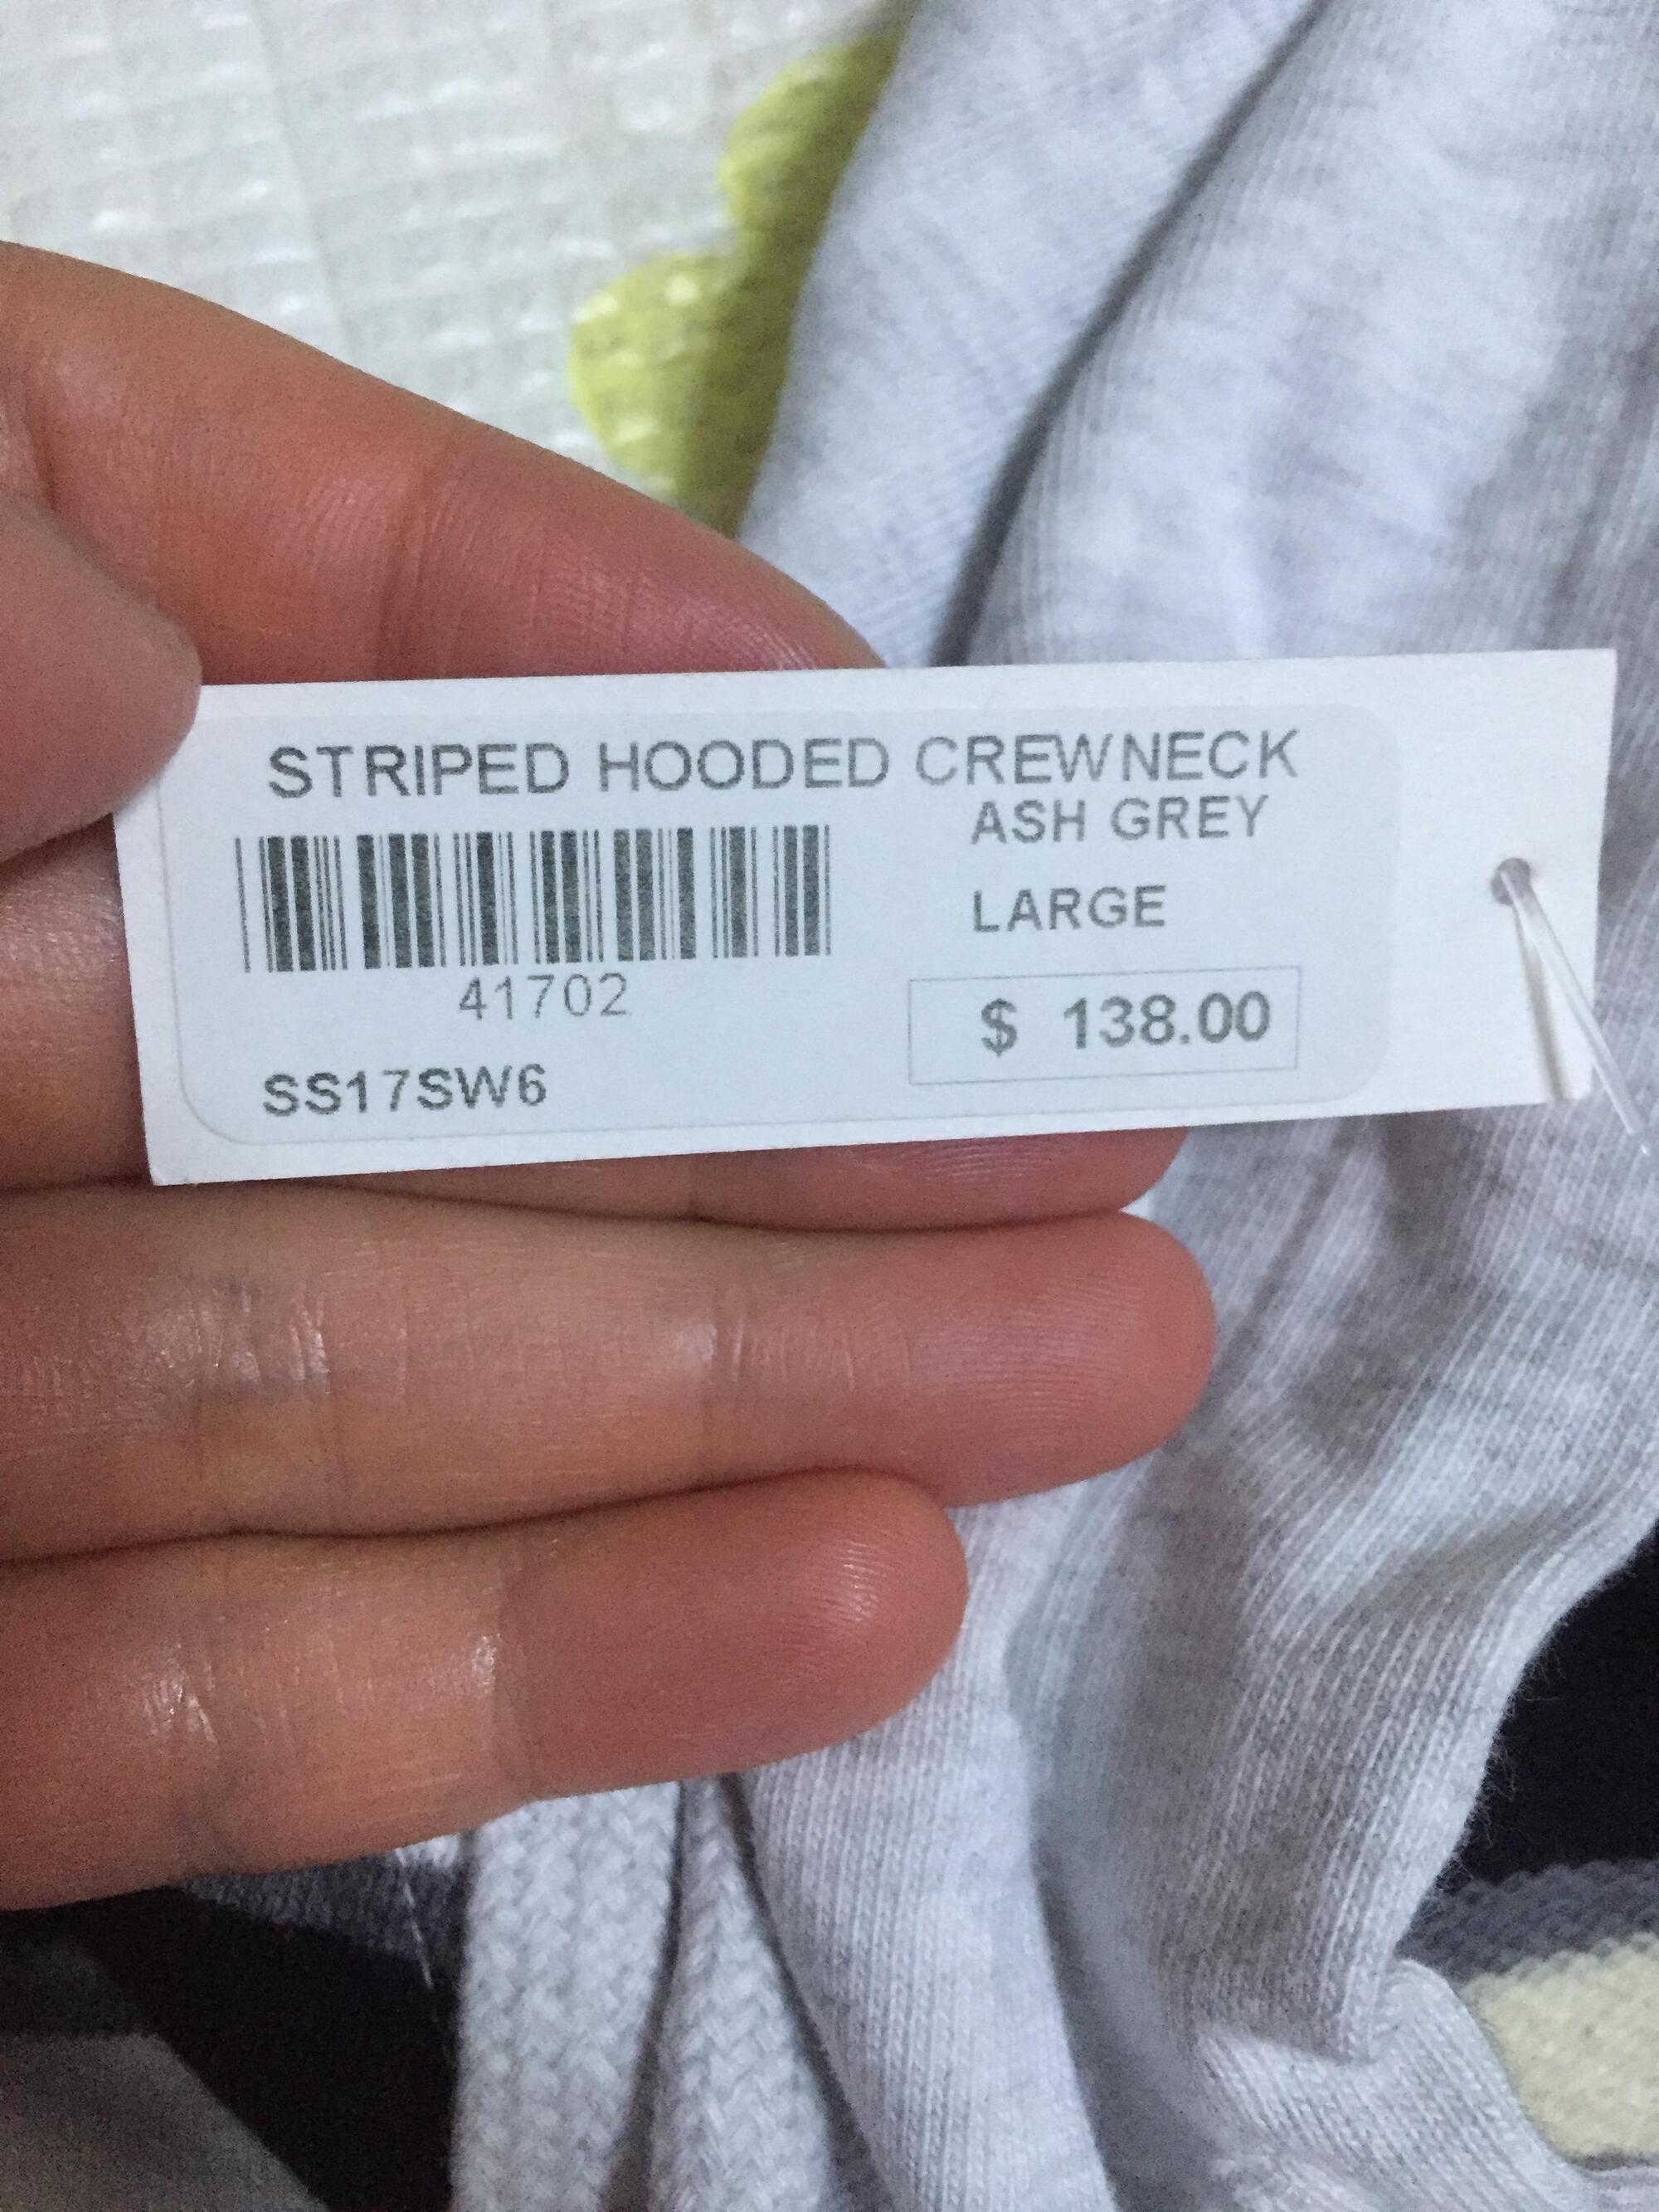 STRIPED HOODED CREWNECK
ASH GREY
LARGE
41702
$ 138.00
SS17SW6